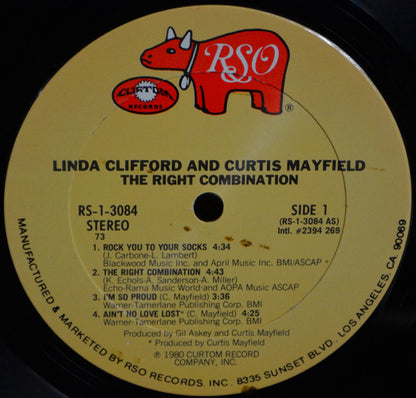 RSO
CURTOM
RECORDS
®
LINDA CLIFFORD AND CURTIS MAYFIELD
THE RIGHT COMBINATION
RS-1-3084
STEREO
73
SIDE 1
(RS-1-3084 AS)
Intl. #2394 269
1. ROCK YOU TO YOUR SOCKS 4:34
(J. Carbone-L. Lambert)
Blackwood Music Inc. and April Music Inc. BMI/ASCAP
2. THE RIGHT COMBINATION 4:43
(K. Echols-A. Sanderson-A. Miller)
Echo-Rama Music World and AOPA Music ASCAP
3. I'M SO PROUD (C. Mayfield) 3:36
Warner-Tamerlane Publishing Corp. BMI
4. AIN'T NO LOVE LOST* (C. Mayfield) 4:25
Warner-Tamerlane Publishing Corp. BMI
Produced by Gil Askey and Curtis Mayfield
* Produced by Curtis Mayfield
℗ 1980 CURTOM RECORD
COMPANY, INC.
MANUFACTURED & MARKETED BY RSO RECORDS, INC. 8335 SUNSET BLVD., LOS ANGELES, CA. 90069